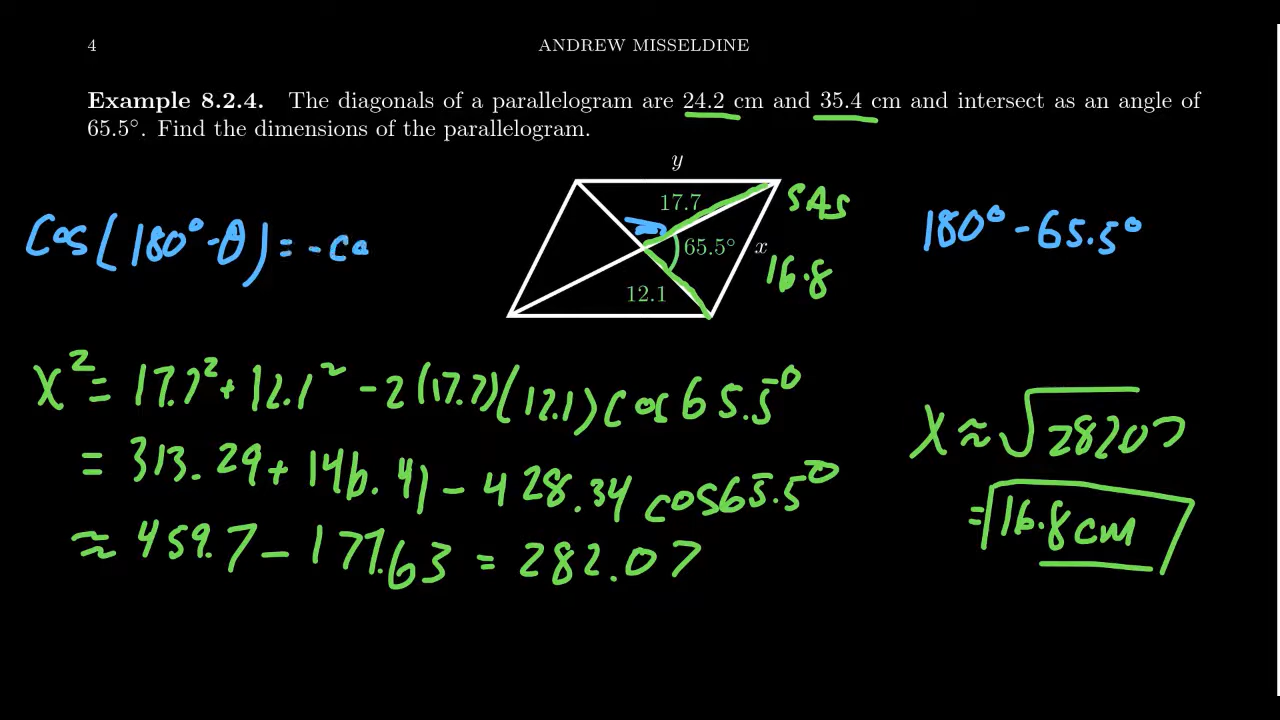 4 ANDREW MISSELDINE
Example 8.2.4. The diagonals of a parallelogram are 24.2 cm and 35.4 cm and intersect as an angle of
65.5°. Find the dimensions of the parallelogram.
y
17.7
SAS
65.5°
x
16.8
12.1
cos(180°-θ) = -co
180° - 65.5°
x² = 17.7² + 12.1² - 2(17.7)(12.1) cos 65.5°
= 313.29 + 146.41 - 428.34 cos65.5°
≈ 459.7 - 177.63 = 282.07
x ≈ √28207
= 16.8 cm